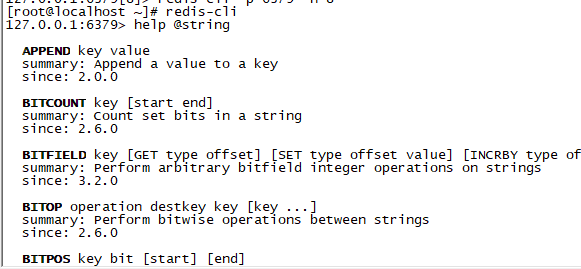 [root@localhost ~]# redis-cli
127.0.0.1:6379> help @string
APPEND key value
summary: Append a value to a key
since: 2.0.0
BITCOUNT key [start end]
summary: Count set bits in a string
since: 2.6.0
BITFIELD key [GET type offset] [SET type offset value] [INCRBY type of
summary: Perform arbitrary bitfield integer operations on strings
since: 3.2.0
BITOP operation destkey key [key ...]
summary: Perform bitwise operations between strings
since: 2.6.0
BITPOS key bit [start] [end]